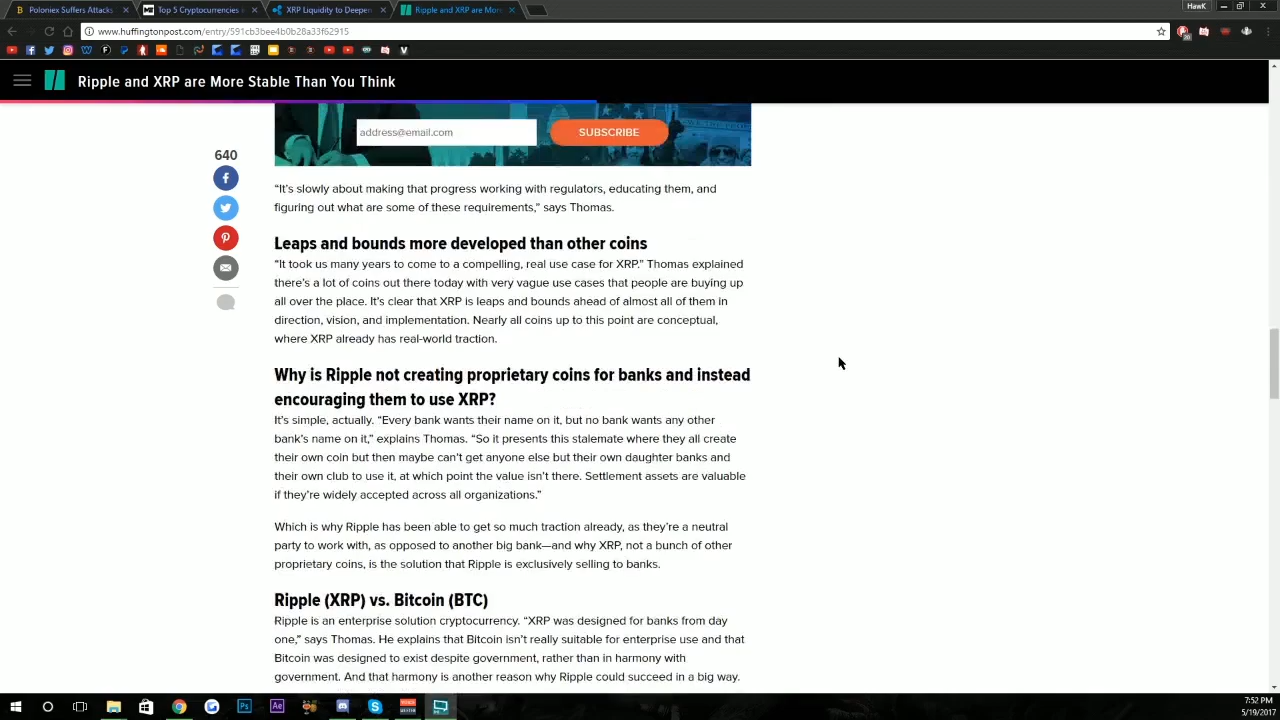 Poloniex Suffers Attacks
Top 5 Cryptocurrencies
XRP Liquidity to Deepen
Ripple and XRP are More
HawK
www.huffingtonpost.com/entry/591cb3bee4b0b28a33f62915
Ripple and XRP are More Stable Than You Think
address@email.com
SUBSCRIBE
640
“It’s slowly about making that progress working with regulators, educating them, and
figuring out what are some of these requirements,” says Thomas.
Leaps and bounds more developed than other coins
“It took us many years to come to a compelling, real use case for XRP.” Thomas explained
there’s a lot of coins out there today with very vague use cases that people are buying up
all over the place. It’s clear that XRP is leaps and bounds ahead of almost all of them in
direction, vision, and implementation. Nearly all coins up to this point are conceptual,
where XRP already has real-world traction.
Why is Ripple not creating proprietary coins for banks and instead
encouraging them to use XRP?
It’s simple, actually. “Every bank wants their name on it, but no bank wants any other
bank’s name on it,” explains Thomas. “So it presents this stalemate where they all create
their own coin but then maybe can’t get anyone else but their own daughter banks and
their own club to use it, at which point the value isn’t there. Settlement assets are valuable
if they’re widely accepted across all organizations.”
Which is why Ripple has been able to get so much traction already, as they’re a neutral
party to work with, as opposed to another big bank—and why XRP, not a bunch of other
proprietary coins, is the solution that Ripple is exclusively selling to banks.
Ripple (XRP) vs. Bitcoin (BTC)
Ripple is an enterprise solution cryptocurrency. “XRP was designed for banks from day
one,” says Thomas. He explains that Bitcoin isn’t really suitable for enterprise use and that
Bitcoin was designed to exist despite government, rather than in harmony with
government. And that harmony is another reason why Ripple could succeed in a big way.
7:52 PM
5/19/2017